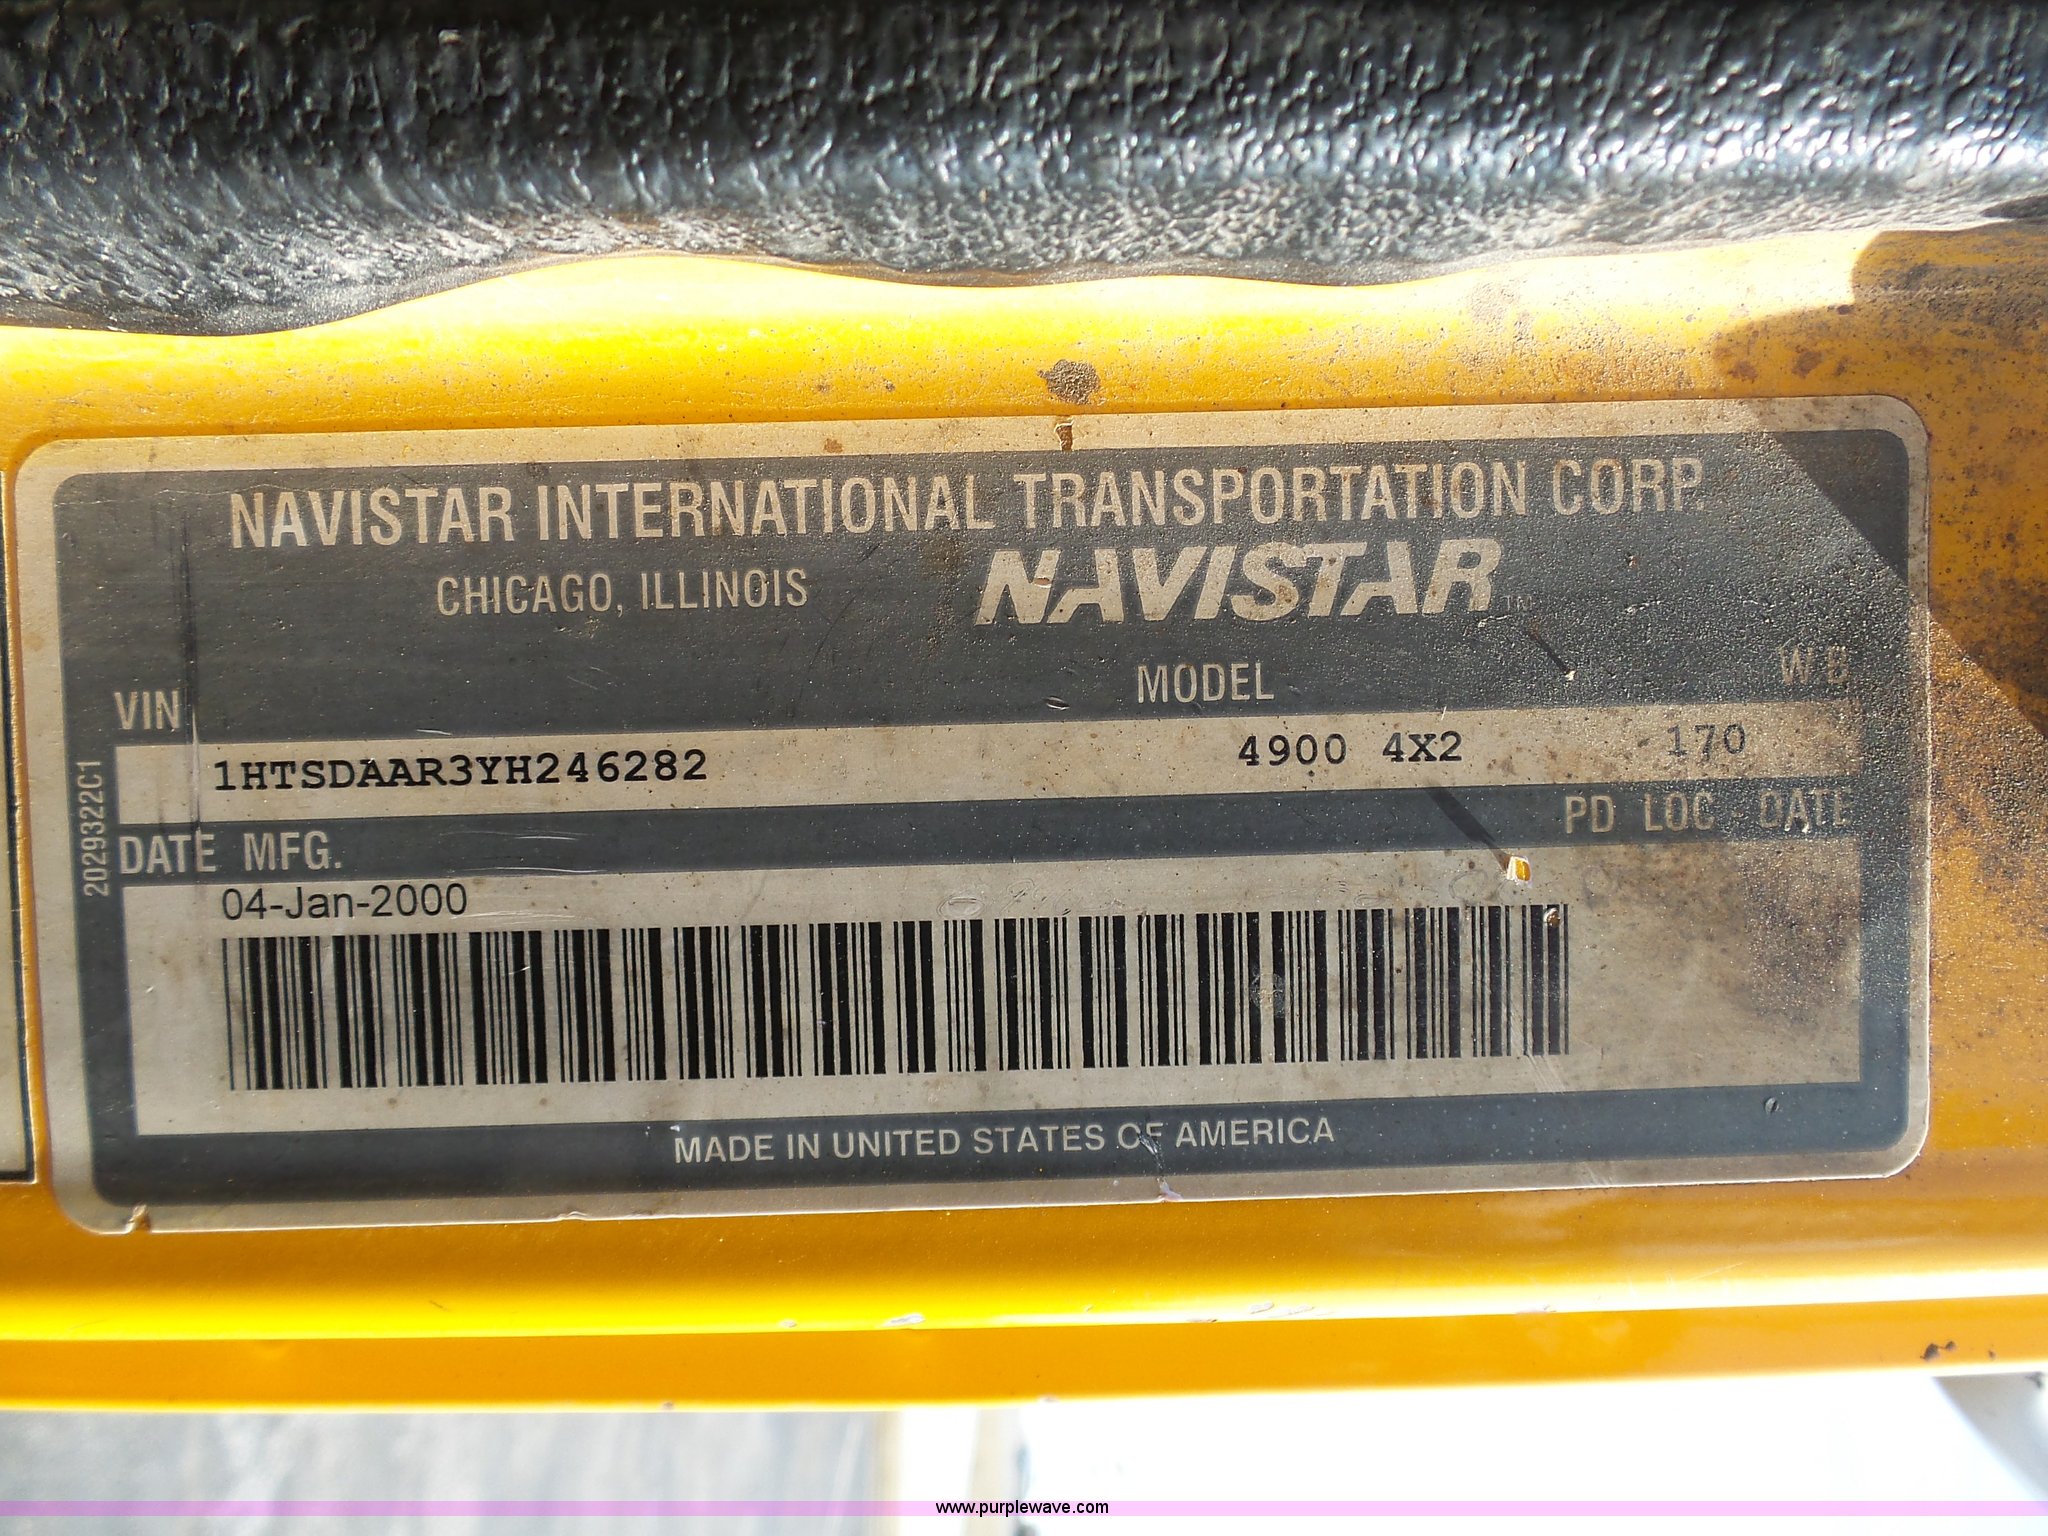 NAVISTAR INTERNATIONAL TRANSPORTATION CORP.
CHICAGO, ILLINOIS NAVISTAR™
VIN MODEL W B
1HTSDAAR3YH246282 4900 4X2 170
DATE MFG. PD LOC DATE
04-Jan-2000
2029322C1
MADE IN UNITED STATES OF AMERICA
www.purplewave.com